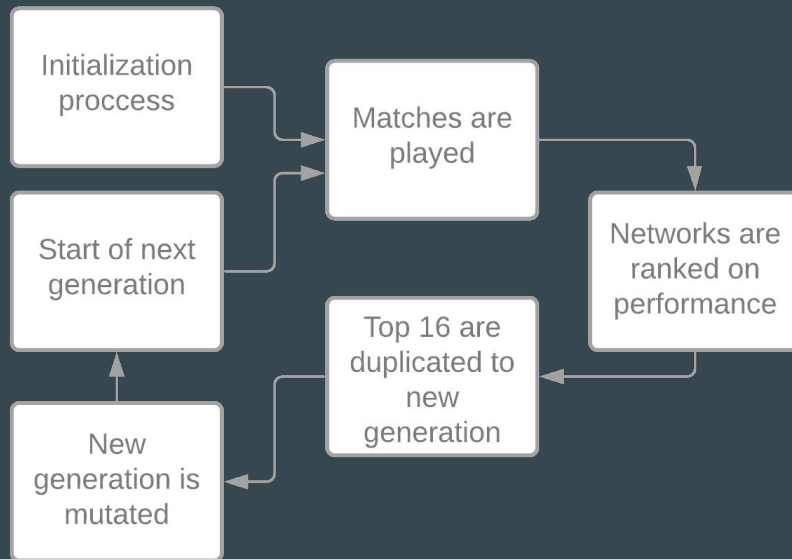 Initialization
proccess
Matches are
played
Start of next
generation
Networks are
ranked on
performance
Top 16 are
duplicated to
new
generation
New
generation is
mutated